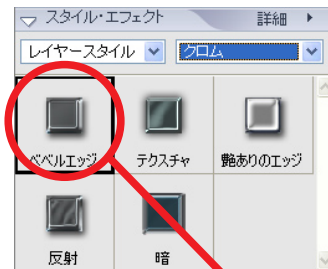 スタイル・エフェクト 詳細
レイヤースタイル クロム
ベベルエッジ テクスチャ 艶ありのエッジ
反射 暗